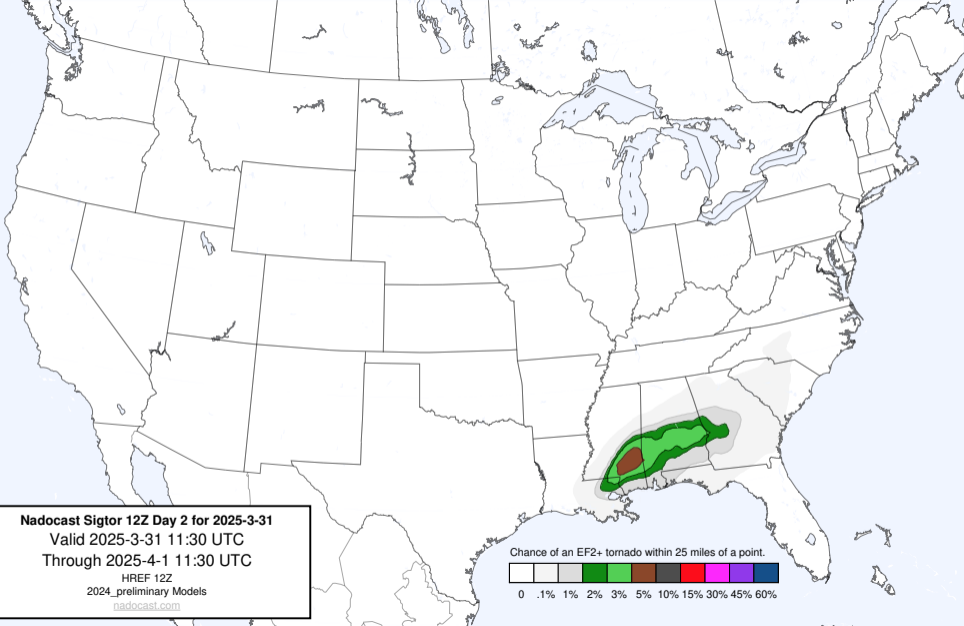 Nadocast Sigtor 12Z Day 2 for 2025-3-31
Valid 2025-3-31 11:30 UTC
Through 2025-4-1 11:30 UTC
HREF 12Z
2024_preliminary Models
nadocast.com
Chance of an EF2+ tornado within 25 miles of a point.
0 .1% 1% 2% 3% 5% 10% 15% 30% 45% 60%